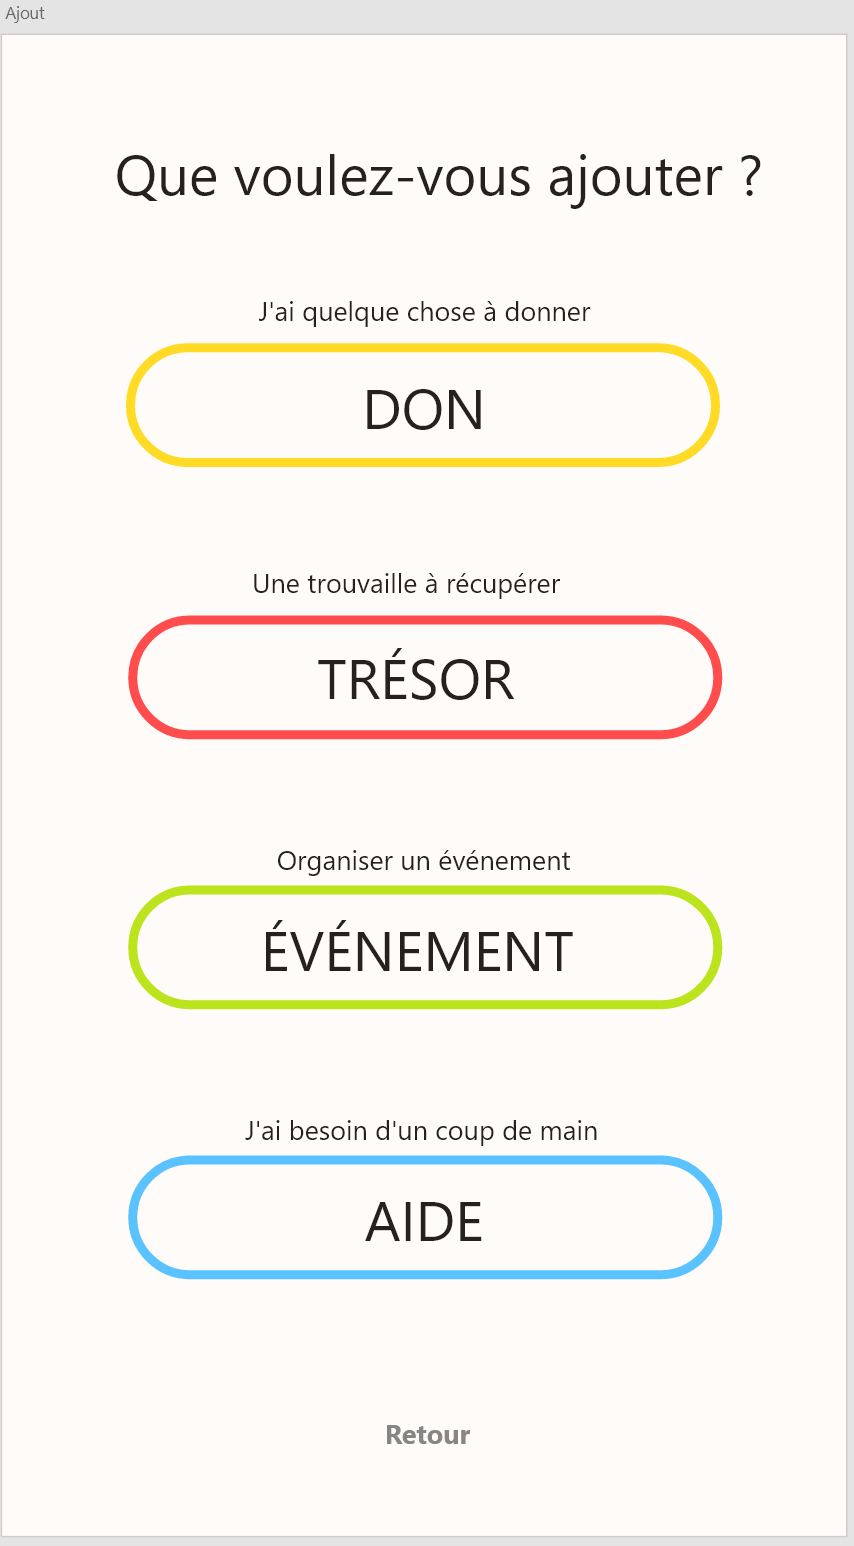 Ajout
Que voulez-vous ajouter ?
J'ai quelque chose à donner
DON
Une trouvaille à récupérer
TRÉSOR
Organiser un événement
ÉVÉNEMENT
J'ai besoin d'un coup de main
AIDE
Retour